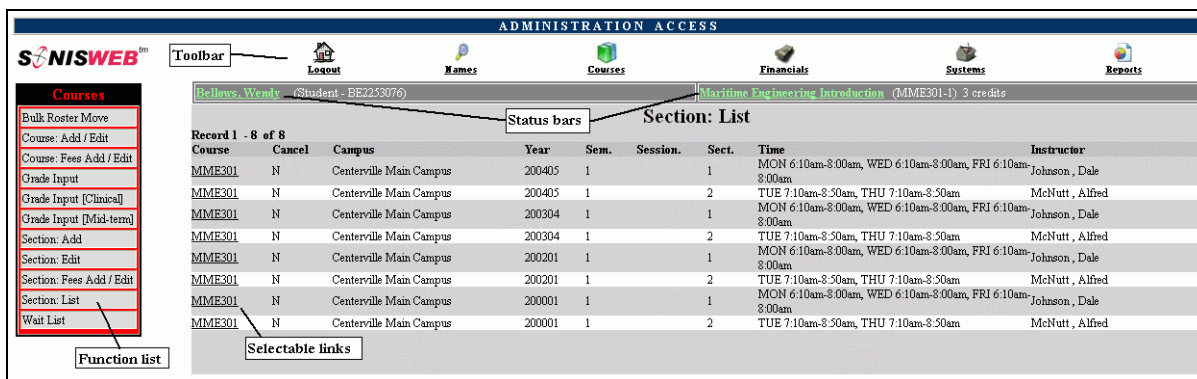 ADMINISTRATION ACCESS
SONISWEB tm
Toolbar
Logout Names Courses Financials Systems Reports
Courses
Bulk Roster Move
Course: Add / Edit
Course: Fees Add / Edit
Grade Input
Grade Input [Clinical]
Grade Input [Mid-term]
Section: Add
Section: Edit
Section: Fees Add / Edit
Section: List
Wait List
Function list
Bellows, Wendy (Student - BE2253076) Maritime Engineering Introduction (MME301-1) 3 credits
Status bars
Section: List
Record 1 - 8 of 8
Course Cancel Campus Year Sem. Session. Sect. Time Instructor
MME301 N Centerville Main Campus 200405 1 1 MON 6:10am-8:00am, WED 6:10am-8:00am, FRI 6:10am-8:00am Johnson , Dale
MME301 N Centerville Main Campus 200405 1 2 TUE 7:10am-8:50am, THU 7:10am-8:50am McNutt , Alfred
MME301 N Centerville Main Campus 200304 1 1 MON 6:10am-8:00am, WED 6:10am-8:00am, FRI 6:10am-8:00am Johnson , Dale
MME301 N Centerville Main Campus 200304 1 2 TUE 7:10am-8:50am, THU 7:10am-8:50am McNutt , Alfred
MME301 N Centerville Main Campus 200201 1 1 MON 6:10am-8:00am, WED 6:10am-8:00am, FRI 6:10am-8:00am Johnson , Dale
MME301 N Centerville Main Campus 200201 1 2 TUE 7:10am-8:50am, THU 7:10am-8:50am McNutt , Alfred
MME301 N Centerville Main Campus 200001 1 1 MON 6:10am-8:00am, WED 6:10am-8:00am, FRI 6:10am-8:00am Johnson , Dale
MME301 N Centerville Main Campus 200001 1 2 TUE 7:10am-8:50am, THU 7:10am-8:50am McNutt , Alfred
Selectable links